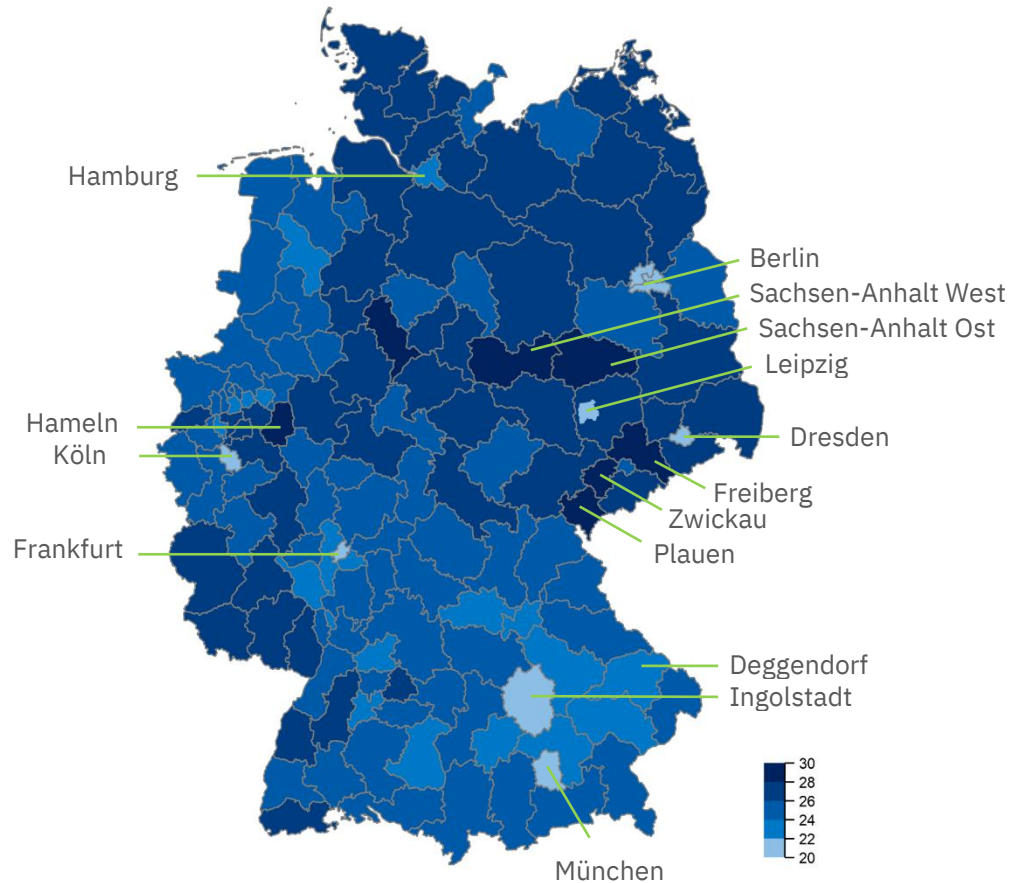 Hamburg
Berlin
Sachsen-Anhalt West
Sachsen-Anhalt Ost
Leipzig
Hameln
Dresden
Köln
Freiberg
Zwickau
Frankfurt
Plauen
Deggendorf
Ingolstadt
30
28
26
24
22
20
München